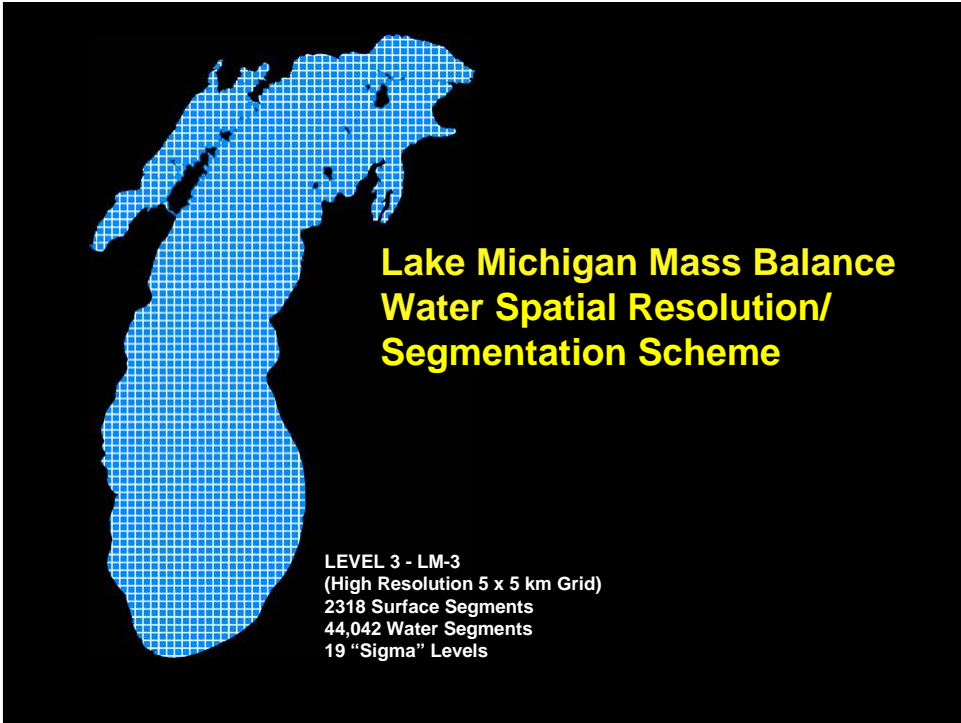 Lake Michigan Mass Balance
Water Spatial Resolution/
Segmentation Scheme
LEVEL 3 - LM-3
(High Resolution 5 x 5 km Grid)
2318 Surface Segments
44,042 Water Segments
19 “Sigma” Levels